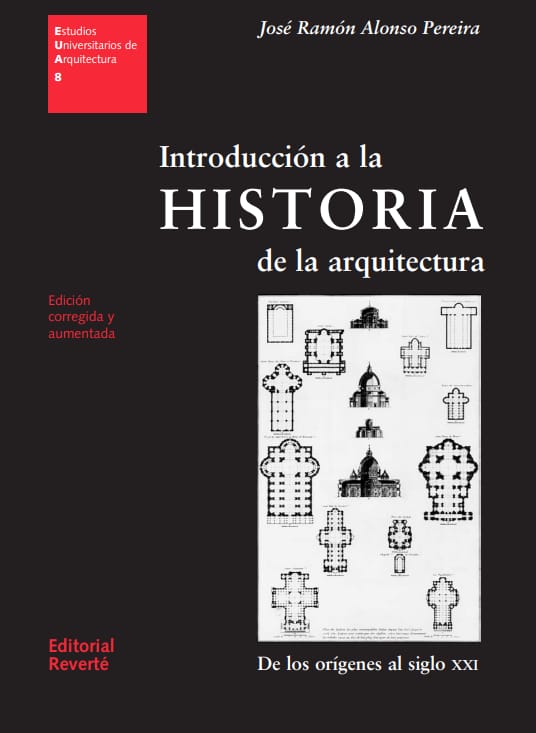 Estudios
Universitarios de
Arquitectura
8
José Ramón Alonso Pereira
Introducción a la
HISTORIA
de la arquitectura
Edición
corregida y
aumentada
Editorial
Reverté
De los orígenes al siglo XXI